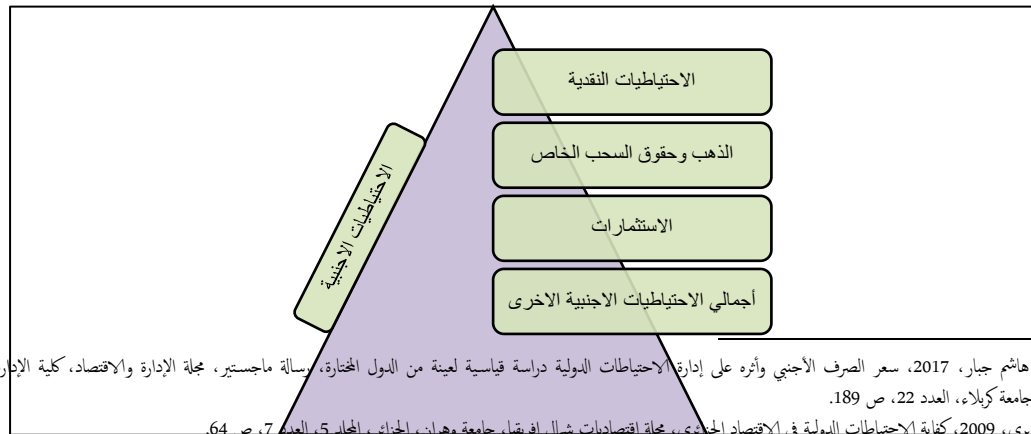 الاحتياطيات النقدية
الذهب وحقوق السحب الخاص
الاستثمارات
أجمالي الاحتياطيات الاجنبية الاخرى
الاحتياطيات الاجنبية
هاشم جبار، 2017، سعر الصرف الأجنبي وأثره على إدارة الاحتياطات الدولية دراسة قياسية لعينة من الدول المختارة، رسالة ماجستير، مجلة الإدارة والاقتصاد، كلية
جامعة كربلاء، العدد 22، ص 189.
2009، كفاية الاحتياطات الدولية في الاقتصاد الجزائري، مجلة اقتصاديات شمال افريقيا، جامعة وهران، الجزائر، المجلد 5، العدد 7، ص 64.